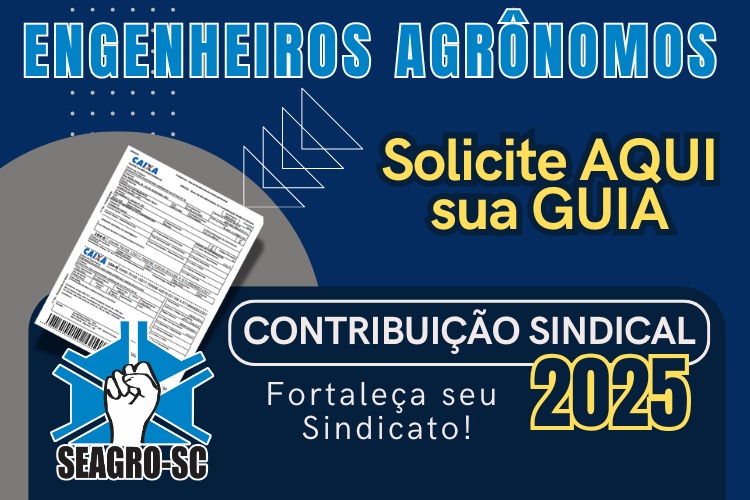 ENGENHEIROS AGRÔNOMOS
Solicite AQUI
sua GUIA
CAIXA
CAIXA
CONTRIBUIÇÃO SINDICAL
2025
Fortaleça seu
Sindicato!
SEAGRO-SC